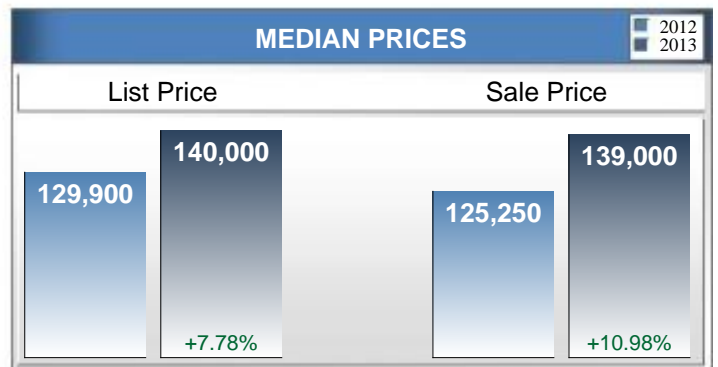 MEDIAN PRICES
2012
2013
List Price
Sale Price
129,900
140,000
+7.78%
125,250
139,000
+10.98%